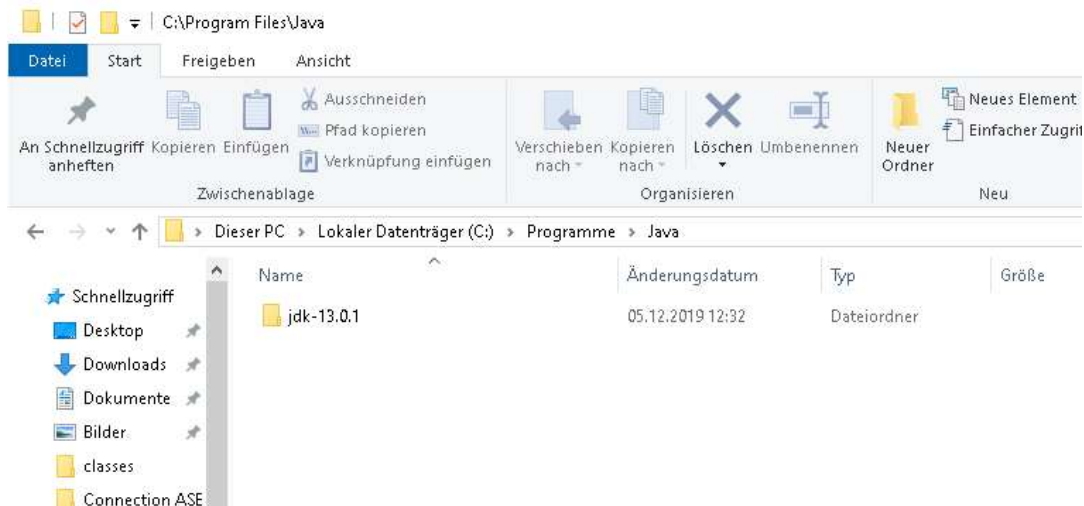 C:\Program Files\Java
Datei Start Freigeben Ansicht
An Schnellzugriff anheften
Kopieren
Einfügen
Ausschneiden
Pfad kopieren
Verknüpfung einfügen
Zwischenablage
Verschieben nach
Kopieren nach
Löschen
Umbenennen
Organisieren
Neuer Ordner
Neues Element
Einfacher Zugrif
Neu
Dieser PC > Lokaler Datenträger (C:) > Programme > Java
Name Änderungsdatum Typ Größe
jdk-13.0.1 05.12.2019 12:32 Dateiordner
Schnellzugriff
Desktop
Downloads
Dokumente
Bilder
classes
Connection ASE